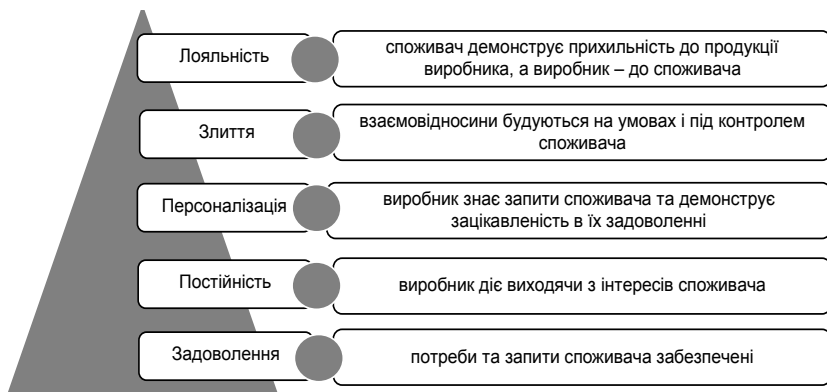 Лояльність
споживач демонструє прихильність до продукції
виробника, а виробник – до споживача
Злиття
взаємовідносини будуються на умовах і під контролем
споживача
Персоналізація
виробник знає запити споживача та демонструє
зацікавленість в їх задоволенні
Постійність
виробник діє виходячи з інтересів споживача
Задоволення
потреби та запити споживача забезпечені